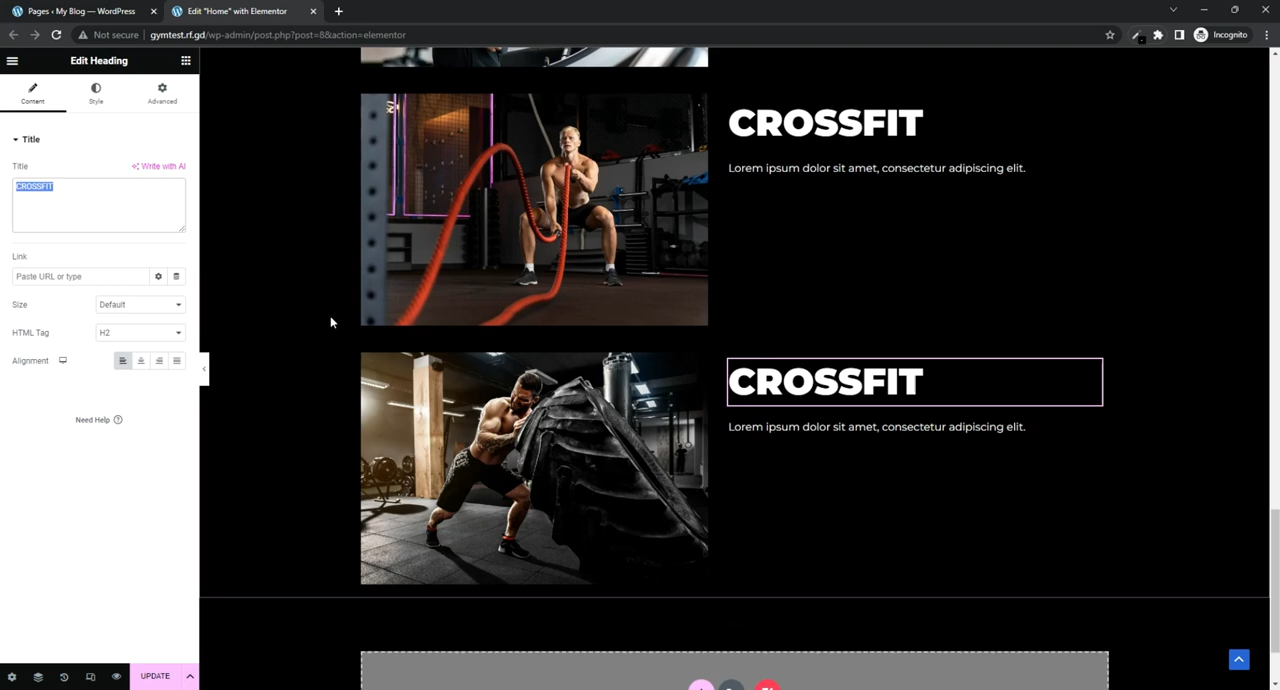 Pages ‹ My Blog — WordPress
Edit "Home" with Elementor
Not secure
gymtest.rf.gd/wp-admin/post.php?post=8&action=elementor
Incognito
Edit Heading
Content
Style
Advanced
Title
Title
Write with AI
CROSSFIT
Link
Paste URL or type
Size
Default
HTML Tag
H2
Alignment
Need Help
UPDATE
CROSSFIT
Lorem ipsum dolor sit amet, consectetur adipiscing elit.
CROSSFIT
Lorem ipsum dolor sit amet, consectetur adipiscing elit.